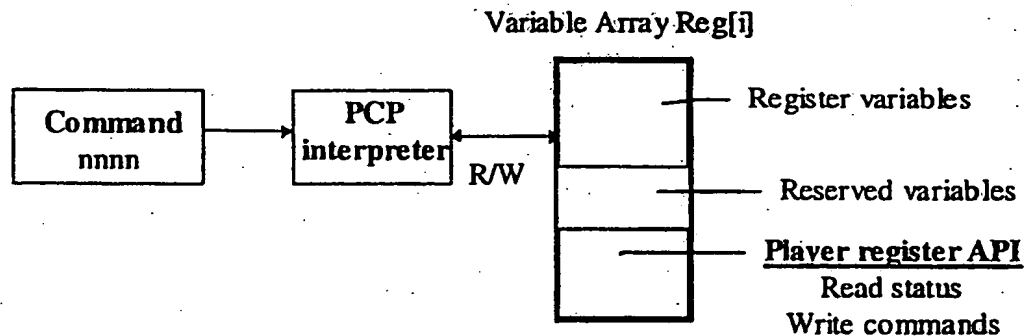 Variable Array Reg[i]
Command
nnnn
PCP
interpreter
R/W
Register variables
Reserved variables
Player register API
Read status
Write commands